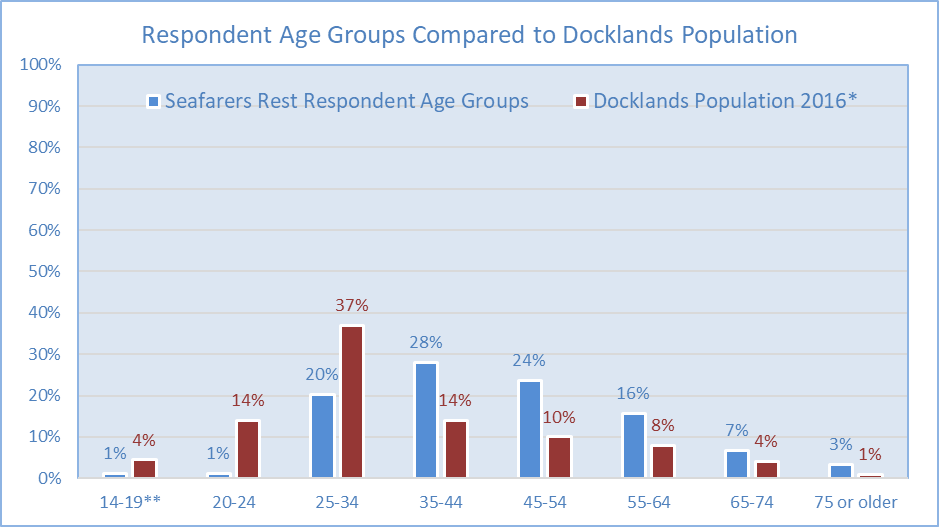 Respondent Age Groups Compared to Docklands Population
Seafarers Rest Respondent Age Groups
Docklands Population 2016*
100%
90%
80%
70%
60%
50%
40%
30%
20%
10%
0%
1% 4% 1% 14% 20% 37% 28% 14% 24% 10% 16% 8% 7% 4% 3% 1%
14-19** 20-24 25-34 35-44 45-54 55-64 65-74 75 or older